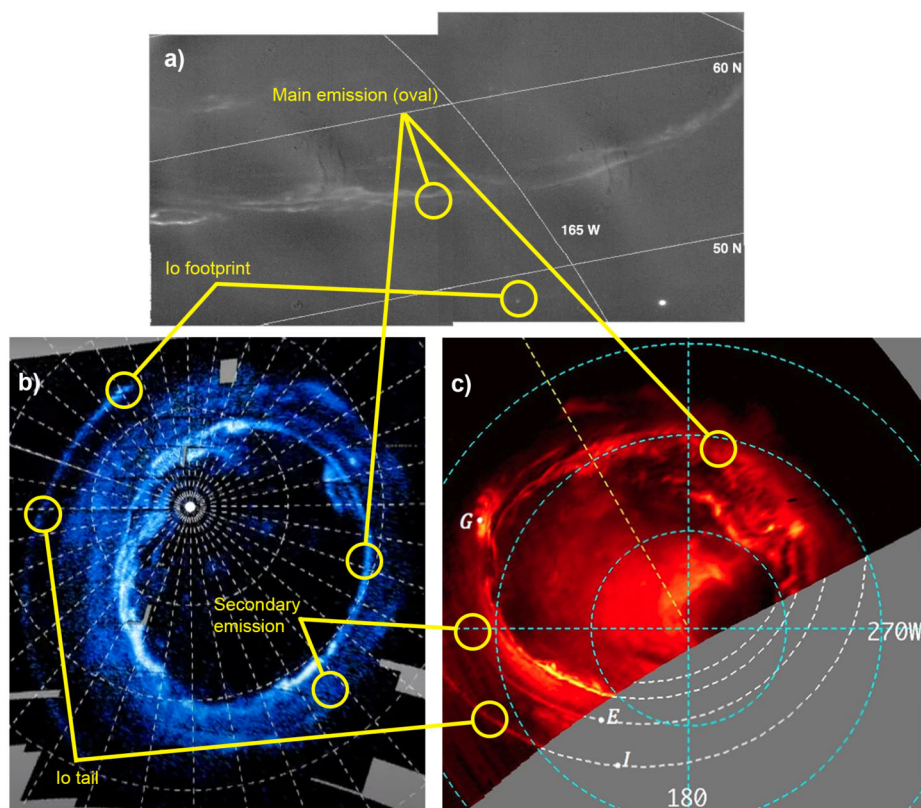 a)
60 N
Main emission (oval)
165 W
50 N
Io footprint
b)
c)
G
Secondary
emission
270W
E
I
Io tail
180